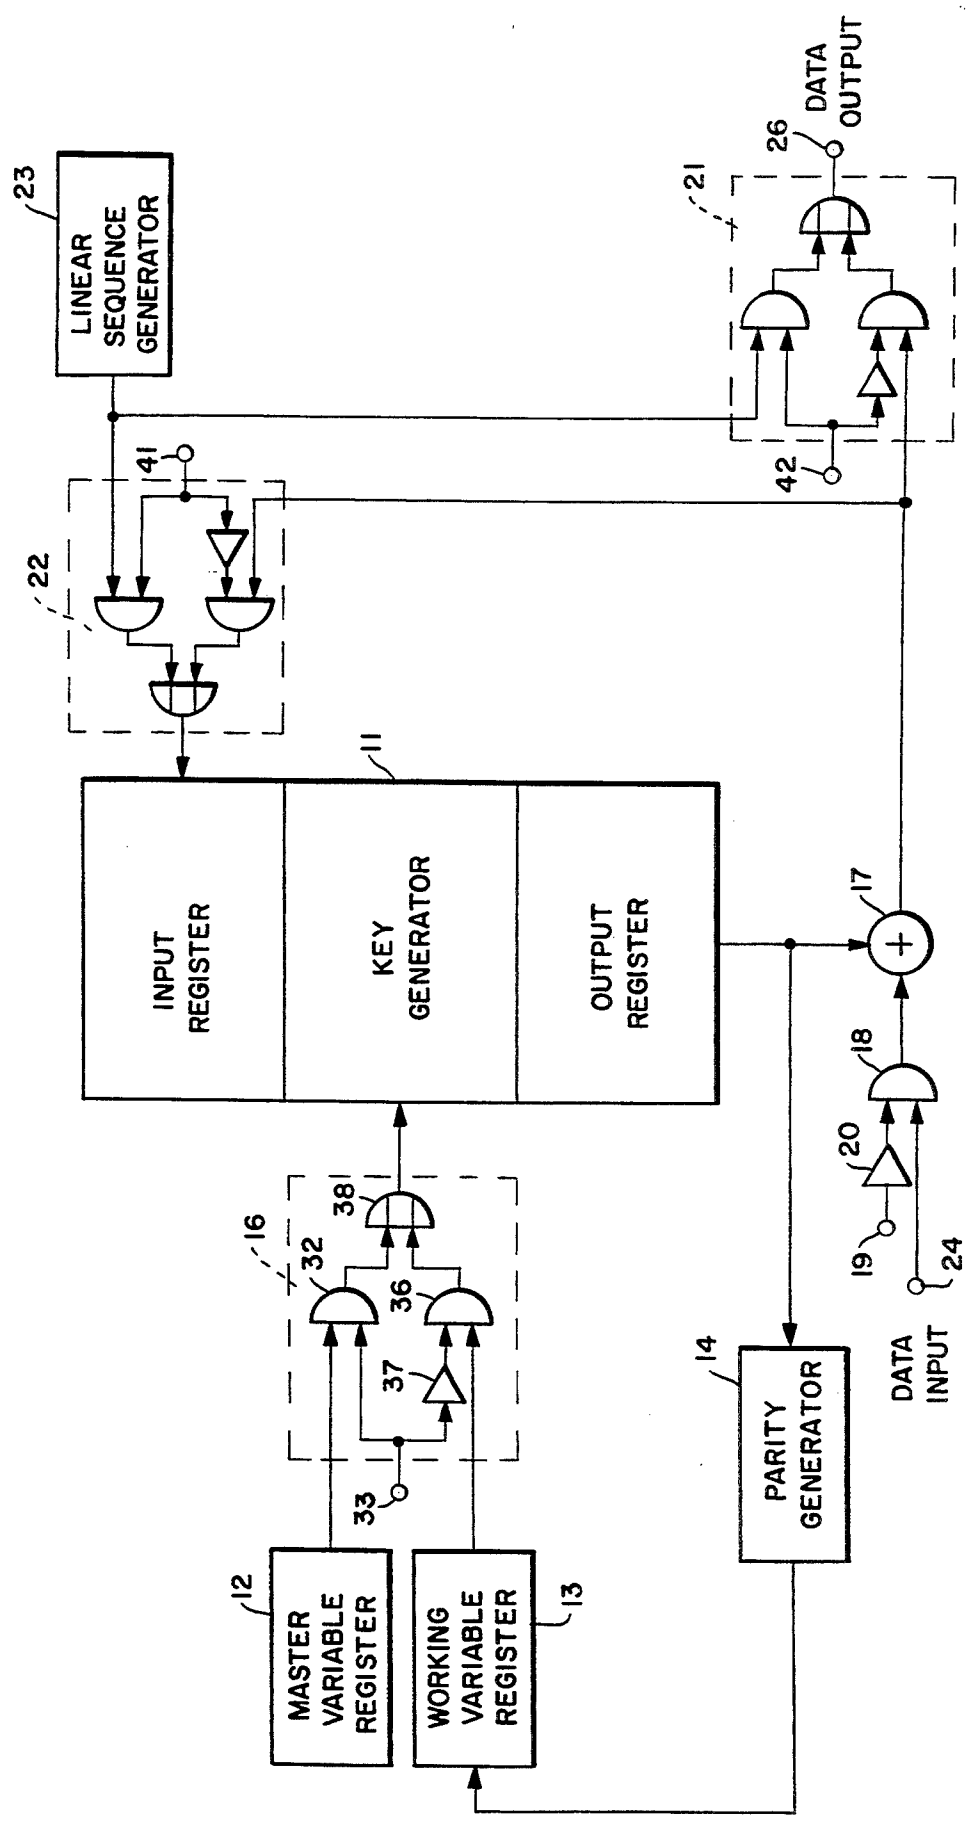 23
LINEAR
SEQUENCE
GENERATOR
22
41
11
INPUT
REGISTER
KEY
GENERATOR
OUTPUT
REGISTER
21
26
DATA
OUTPUT
42
17
18
20
19
24
DATA
INPUT
16
32
38
36
37
33
12
MASTER
VARIABLE
REGISTER
13
WORKING
VARIABLE
REGISTER
14
PARITY
GENERATOR
+